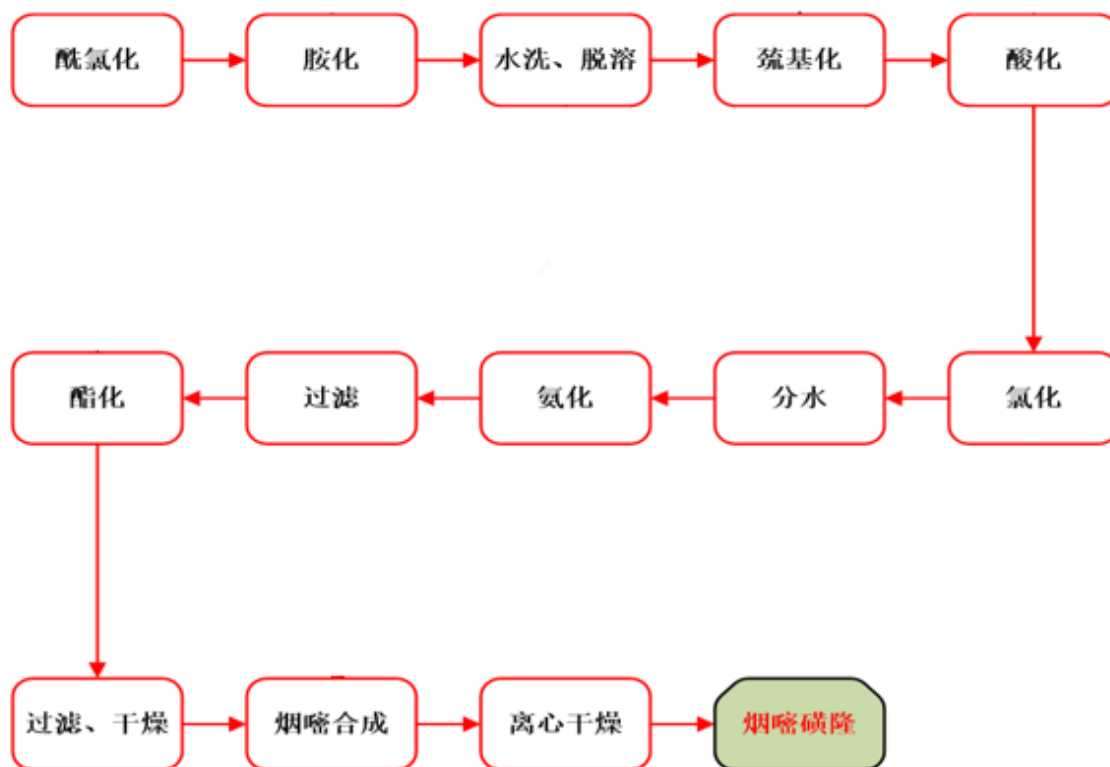 酰氯化
胺化
水洗、脱溶
巯基化
酸化
氯化
分水
氨化
过滤
酯化
过滤、干燥
烟嘧合成
离心干燥
烟嘧磺隆